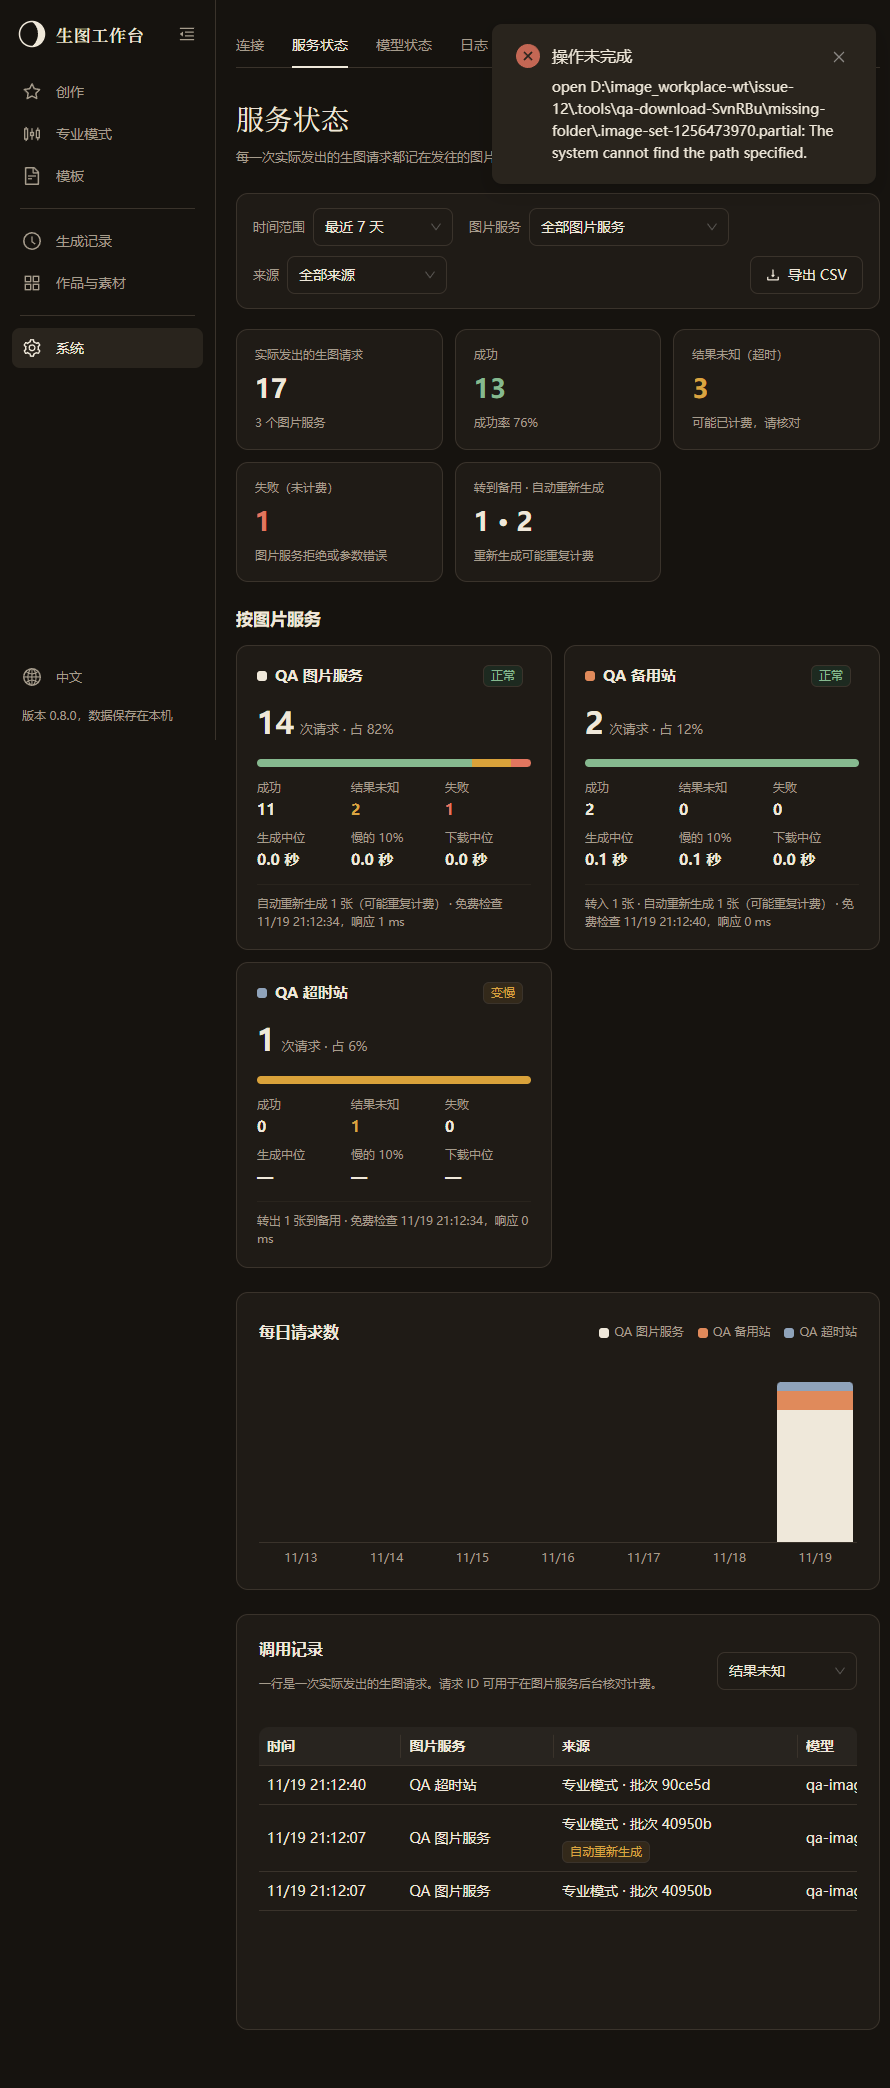 生图工作台
创作
专业模式
模板
生成记录
作品与素材
系统
中文
版本 0.8.0，数据保存在本机
连接
服务状态
模型状态
日志
操作未完成
open D:\image_workplace-wt\issue-
12\.tools\qa-download-SvnRBu\missing-
folder\.image-set-1256473970.partial: The
system cannot find the path specified.
服务状态
每一次实际发出的生图请求都记在发往的图片
时间范围
最近 7 天
图片服务
全部图片服务
来源
全部来源
导出 CSV
实际发出的生图请求
17
3 个图片服务
成功
13
成功率 76%
结果未知（超时）
3
可能已计费，请核对
失败（未计费）
1
图片服务拒绝或参数错误
转到备用 · 自动重新生成
1 • 2
重新生成可能重复计费
按图片服务
QA 图片服务
正常
14 次请求 · 占 82%
成功
结果未知
失败
11
2
1
生成中位
慢的 10%
下载中位
0.0 秒
0.0 秒
0.0 秒
自动重新生成 1 张（可能重复计费） · 免费检查
11/19 21:12:34，响应 1 ms
QA 备用站
正常
2 次请求 · 占 12%
成功
结果未知
失败
2
0
0
生成中位
慢的 10%
下载中位
0.1 秒
0.1 秒
0.0 秒
转入 1 张 · 自动重新生成 1 张（可能重复计费） · 免
费检查 11/19 21:12:40，响应 0 ms
QA 超时站
变慢
1 次请求 · 占 6%
成功
结果未知
失败
0
1
0
生成中位
慢的 10%
下载中位
—
—
—
转出 1 张到备用 · 免费检查 11/19 21:12:34，响应 0
ms
每日请求数
QA 图片服务
QA 备用站
QA 超时站
11/13
11/14
11/15
11/16
11/17
11/18
11/19
调用记录
一行是一次实际发出的生图请求。请求 ID 可用于在图片服务后台核对计费。
结果未知
时间
图片服务
来源
模型
11/19 21:12:40
QA 超时站
专业模式 · 批次 90ce5d
qa-imag
11/19 21:12:07
QA 图片服务
专业模式 · 批次 40950b
自动重新生成
qa-imag
11/19 21:12:07
QA 图片服务
专业模式 · 批次 40950b
qa-imag